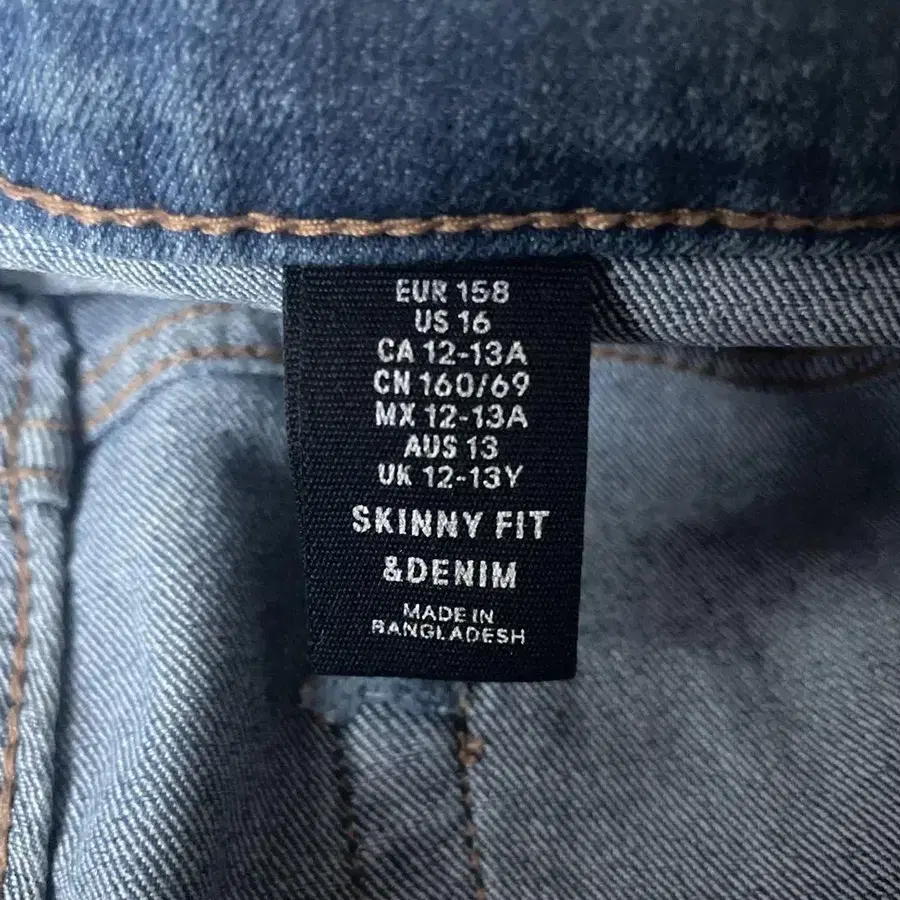 EUR 158
US 16
CA 12-13A
CN 160/69
MX 12-13A
AUS 13
UK 12-13Y
SKINNY FIT
&DENIM
MADE IN
BANGLADESH